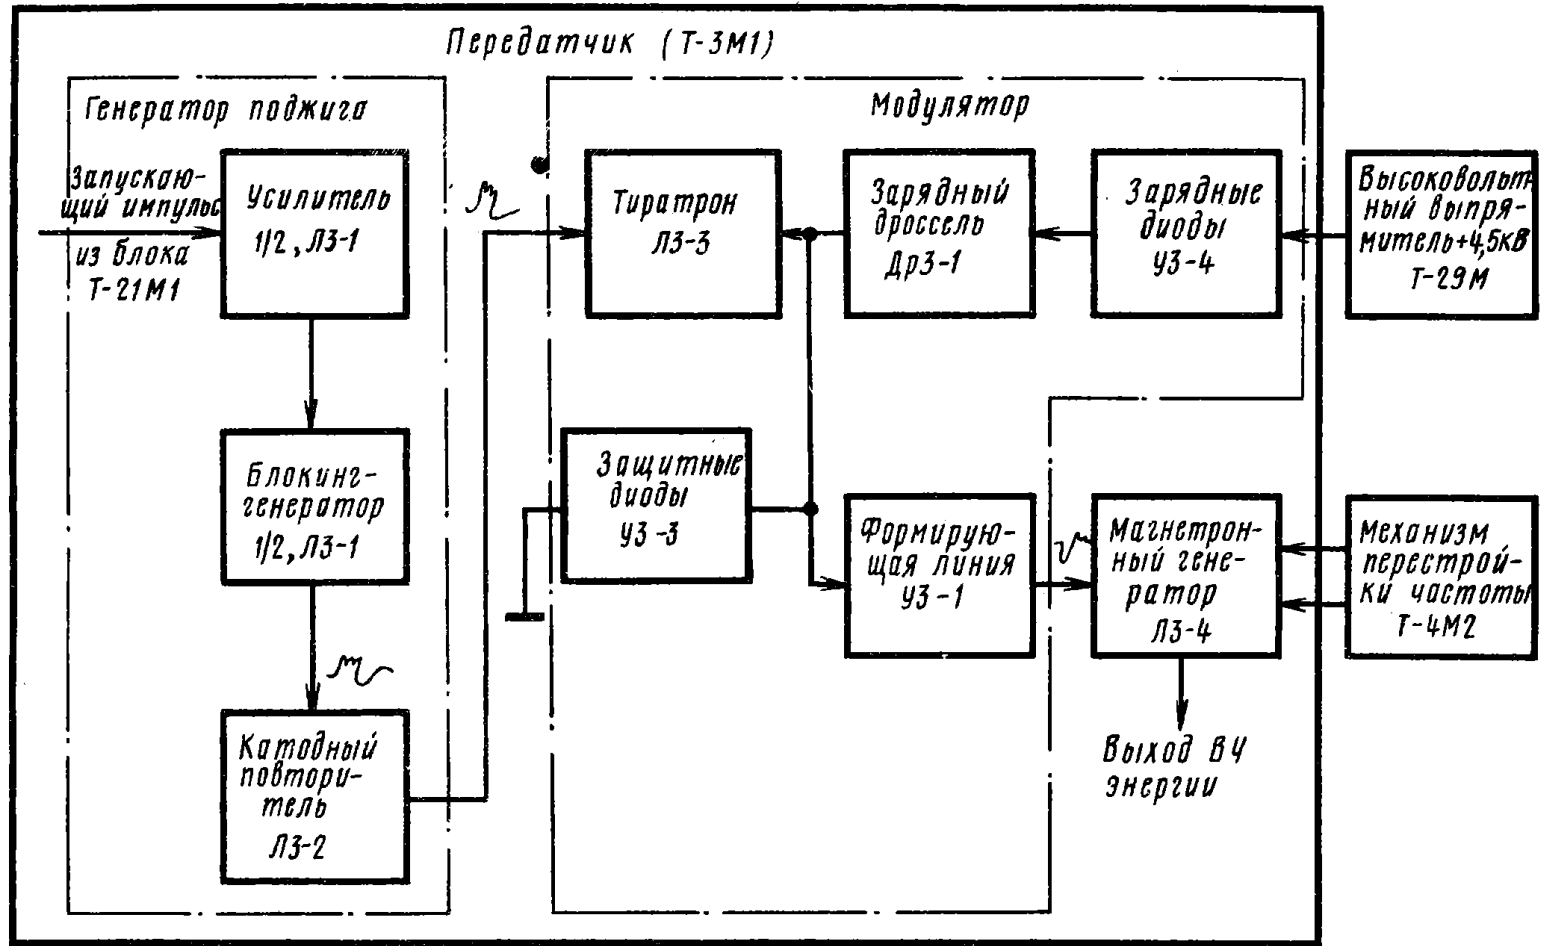 Передатчик (Т-3М1)
Генератор поджига
Запускаю-
щий импульс
из блока
Т-21М1
Усилитель
1/2, Л3-1
Блокинг-
генератор
1/2, Л3-1
Катодный
повтори-
тель
Л3-2
Модулятор
Тиратрон
Л3-3
Зарядный
дроссель
Др3-1
Зарядные
диоды
У3-4
Высоковольт-
ный выпря-
митель+4,5кВ
Т-29М
Защитные
диоды
У3-3
Формирую-
щая линия
У3-1
Магнетрон-
ный гене-
ратор
Л3-4
Механизм
перестрой-
ки частоты
Т-4М2
Выход ВЧ
энергии